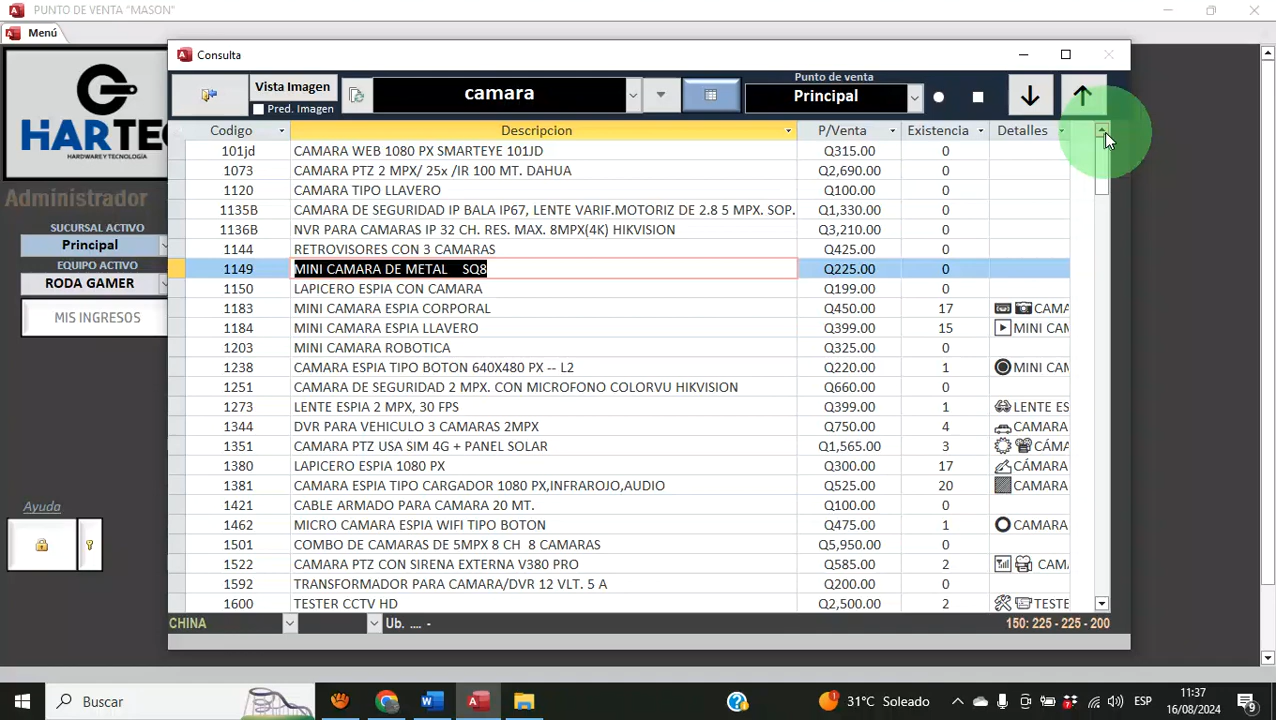 PUNTO DE VENTA "MASON"
Menú
HARTEC
HARDWARE Y TECNOLOGÍA
Administrador
SUCURSAL ACTIVO
Principal
EQUIPO ACTIVO
RODA GAMER
MIS INGRESOS
Ayuda
Consulta
Vista Imagen
Pred. Imagen
camara
Punto de venta
Principal
Codigo Descripcion P/Venta Existencia Detalles
101jd CAMARA WEB 1080 PX SMARTEYE 101JD Q315.00 0
1073 CAMARA PTZ 2 MPX/ 25x /IR 100 MT. DAHUA Q2,690.00 0
1120 CAMARA TIPO LLAVERO Q100.00 0
1135B CAMARA DE SEGURIDAD IP BALA IP67, LENTE VARIF.MOTORIZ DE 2.8 5 MPX. SOP. Q1,330.00 0
1136B NVR PARA CAMARAS IP 32 CH. RES. MAX. 8MPX(4K) HIKVISION Q3,210.00 0
1144 RETROVISORES CON 3 CAMARAS Q425.00 0
1149 MINI CAMARA DE METAL SQ8 Q225.00 0
1150 LAPICERO ESPIA CON CAMARA Q199.00 0
1183 MINI CAMARA ESPIA CORPORAL Q450.00 17 CAMA
1184 MINI CAMARA ESPIA LLAVERO Q399.00 15 MINI CAM
1203 MINI CAMARA ROBOTICA Q325.00 0
1238 CAMARA ESPIA TIPO BOTON 640X480 PX -- L2 Q220.00 1 MINI CAM
1251 CAMARA DE SEGURIDAD 2 MPX. CON MICROFONO COLORVU HIKVISION Q660.00 0
1273 LENTE ESPIA 2 MPX, 30 FPS Q399.00 1 LENTE ES
1344 DVR PARA VEHICULO 3 CAMARAS 2MPX Q750.00 4 CAMARA
1351 CAMARA PTZ USA SIM 4G + PANEL SOLAR Q1,565.00 3 CÁMA
1380 LAPICERO ESPIA 1080 PX Q300.00 17 CÁMARA
1381 CAMARA ESPIA TIPO CARGADOR 1080 PX,INFRAROJO,AUDIO Q525.00 20 CAMARA
1421 CABLE ARMADO PARA CAMARA 20 MT. Q100.00 0
1462 MICRO CAMARA ESPIA WIFI TIPO BOTON Q475.00 1 CAMARA
1501 COMBO DE CAMARAS DE 5MPX 8 CH 8 CAMARAS Q5,950.00 0
1522 CAMARA PTZ CON SIRENA EXTERNA V380 PRO Q585.00 2 CAM
1592 TRANSFORMADOR PARA CAMARA/DVR 12 VLT. 5 A Q200.00 0
1600 TESTER CCTV HD Q2,500.00 2 TESTE
CHINA Ub. .... - 150: 225 - 225 - 200
Buscar
31°C Soleado
ESP
11:37
16/08/2024
9